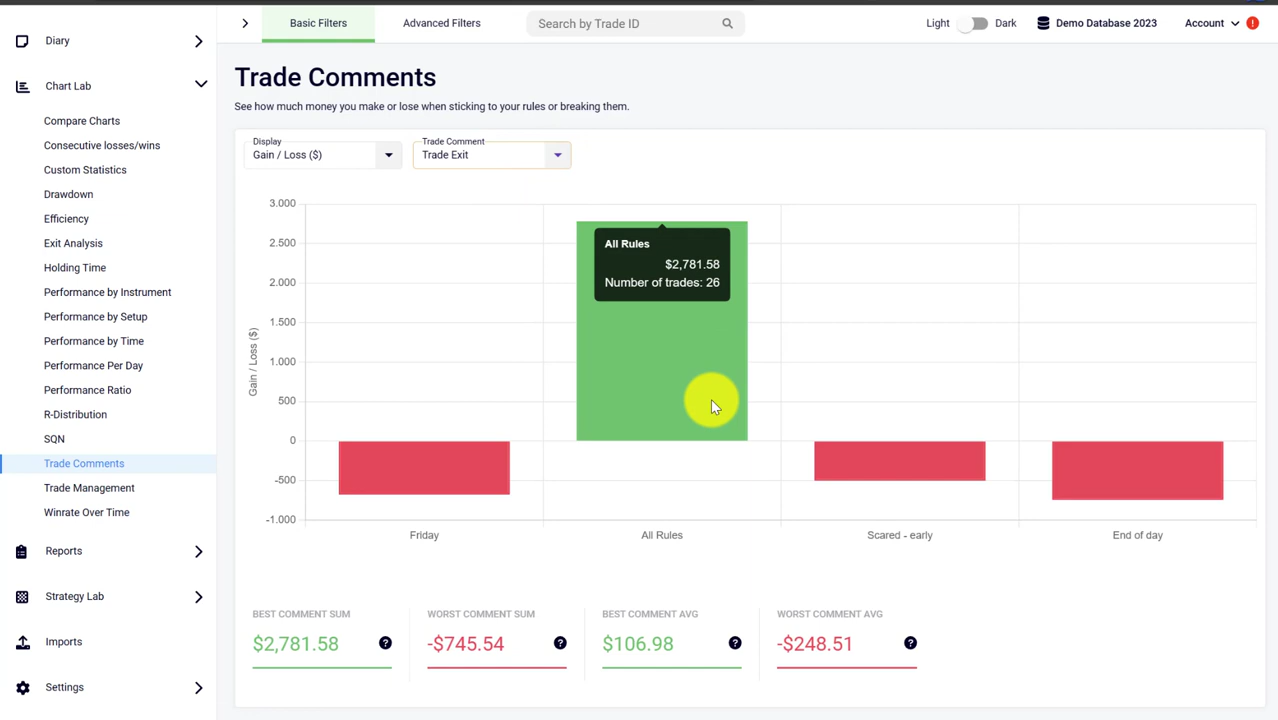 Diary
Chart Lab
Compare Charts
Consecutive losses/wins
Custom Statistics
Drawdown
Efficiency
Exit Analysis
Holding Time
Performance by Instrument
Performance by Setup
Performance by Time
Performance Per Day
Performance Ratio
R-Distribution
SQN
Trade Comments
Trade Management
Winrate Over Time
Reports
Strategy Lab
Imports
Settings
Basic Filters
Advanced Filters
Search by Trade ID
Light
Dark
Demo Database 2023
Account
!
Trade Comments
See how much money you make or lose when sticking to your rules or breaking them.
Display
Gain / Loss ($)
Trade Comment
Trade Exit
Gain / Loss ($)
3.000
2.500
2.000
1.500
1.000
500
0
-500
-1.000
All Rules
$2,781.58
Number of trades: 26
Friday
All Rules
Scared - early
End of day
BEST COMMENT SUM
$2,781.58
?
WORST COMMENT SUM
-$745.54
?
BEST COMMENT AVG
$106.98
?
WORST COMMENT AVG
-$248.51
?